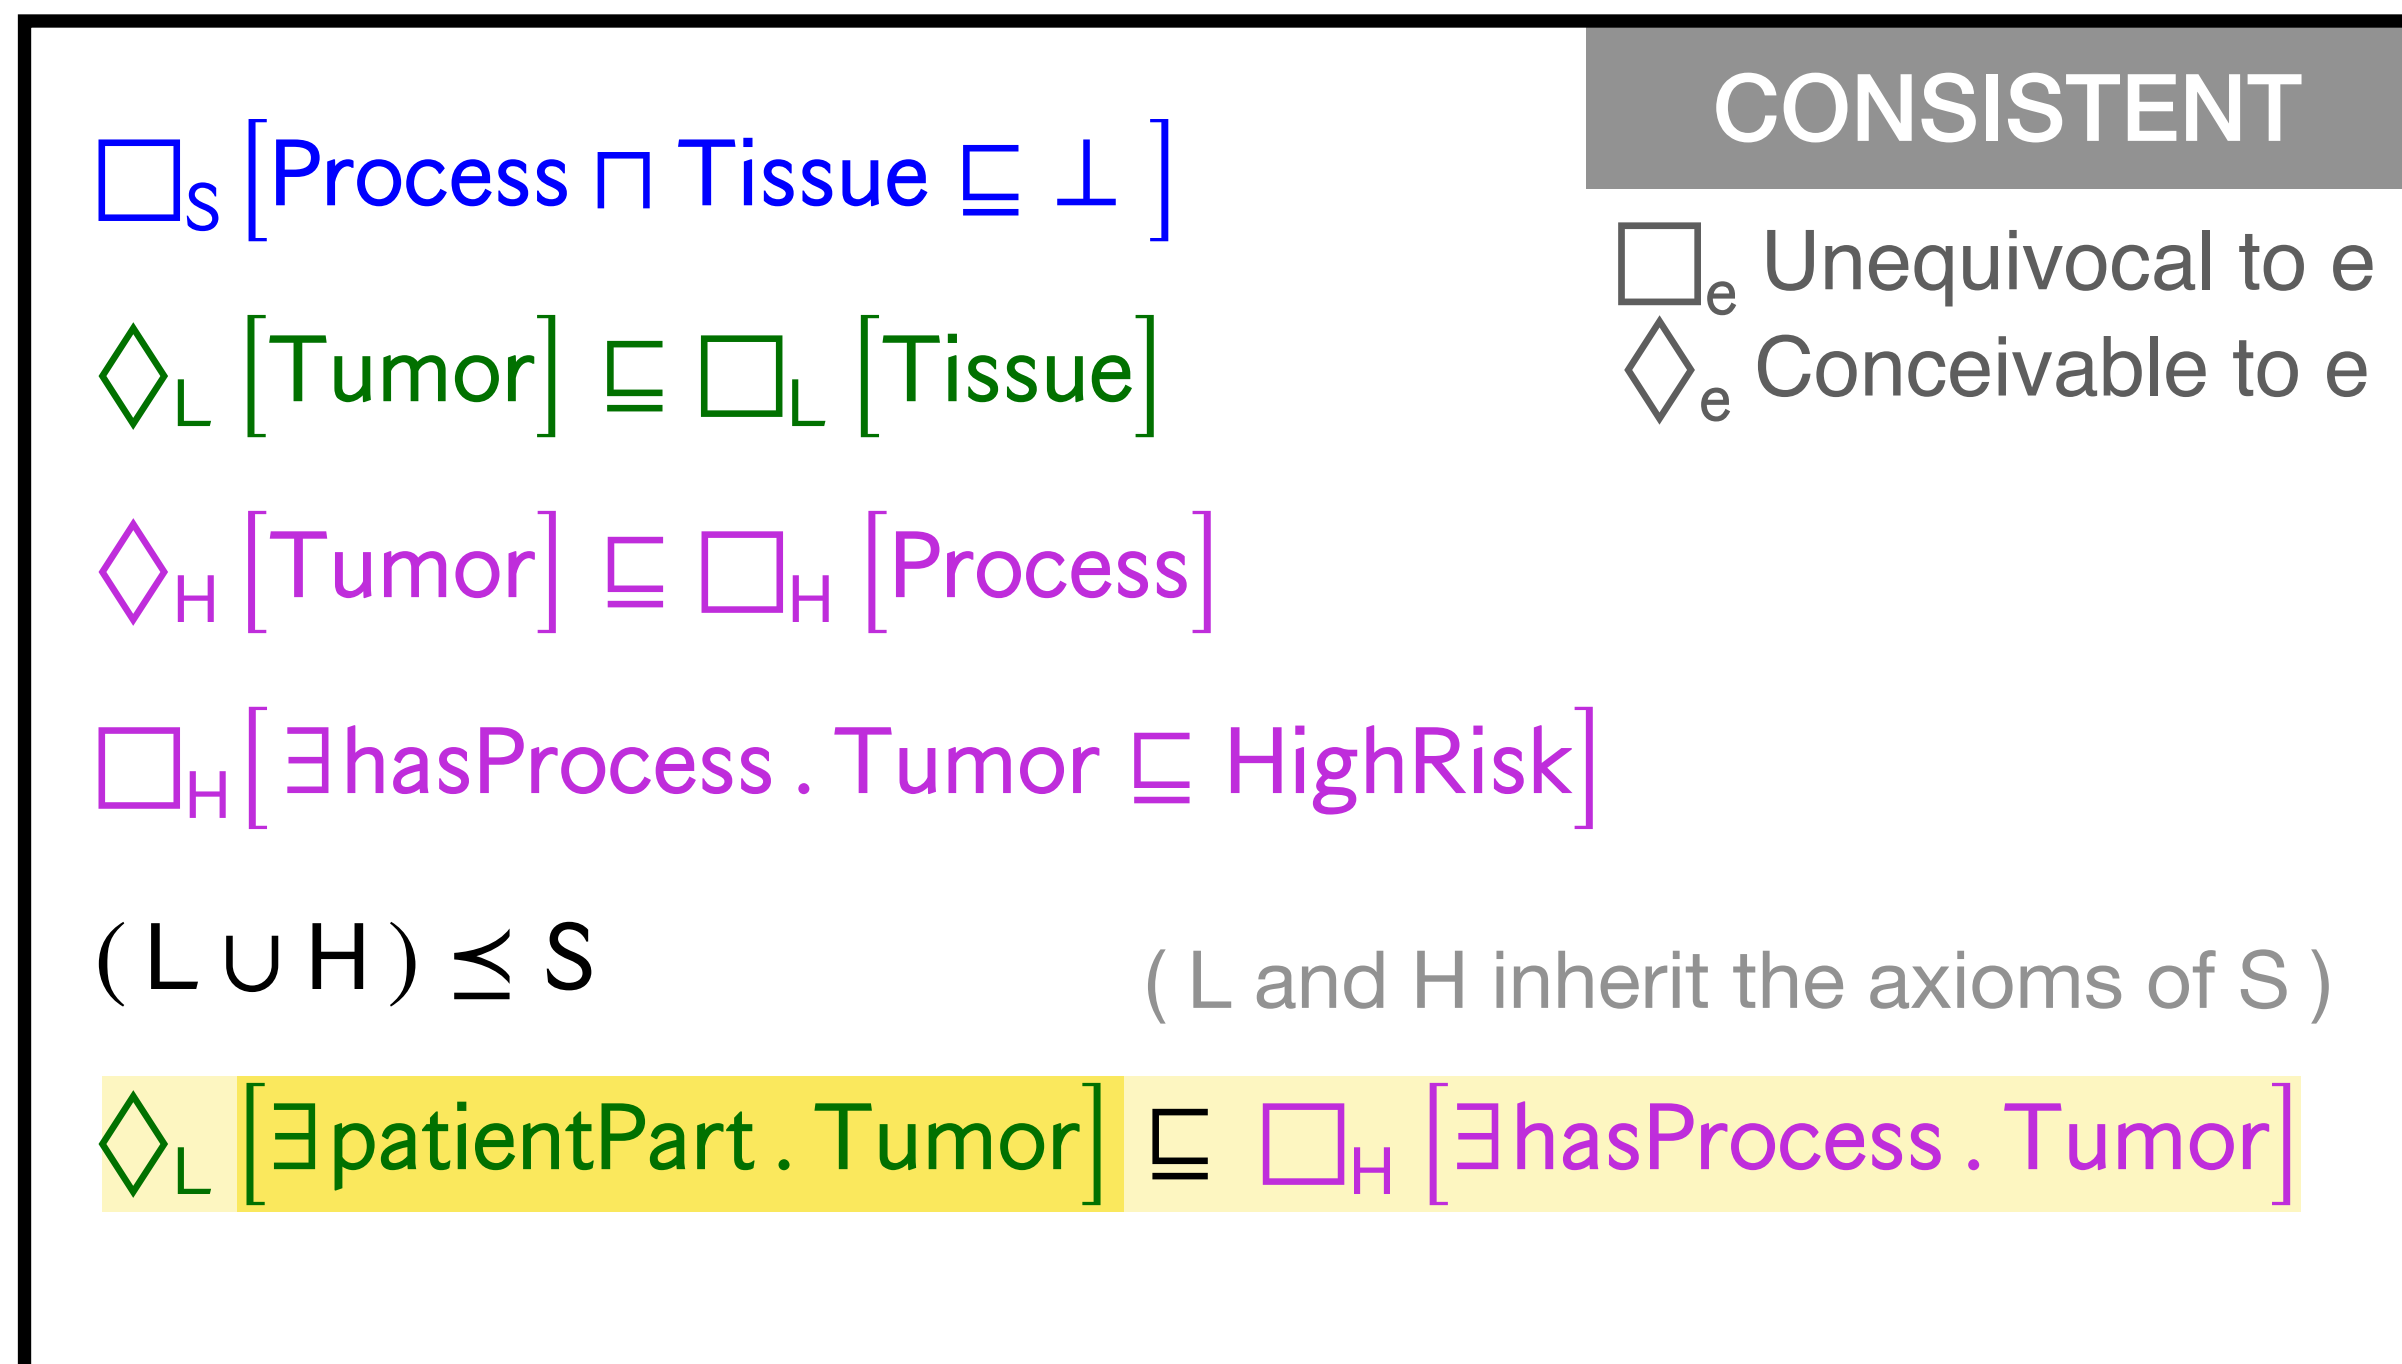 CONSISTENT
□S [Process ⊓ Tissue ⊑ ⊥ ]
□e Unequivocal to e
◇L [Tumor] ⊑ □L [Tissue]
◇e Conceivable to e
◇H [Tumor] ⊑ □H [Process]
□H [ ∃hasProcess . Tumor ⊑ HighRisk]
( L ∪ H ) ⪯ S ( L and H inherit the axioms of S )
◇L [∃patientPart . Tumor] ⊑ □H [∃hasProcess . Tumor]